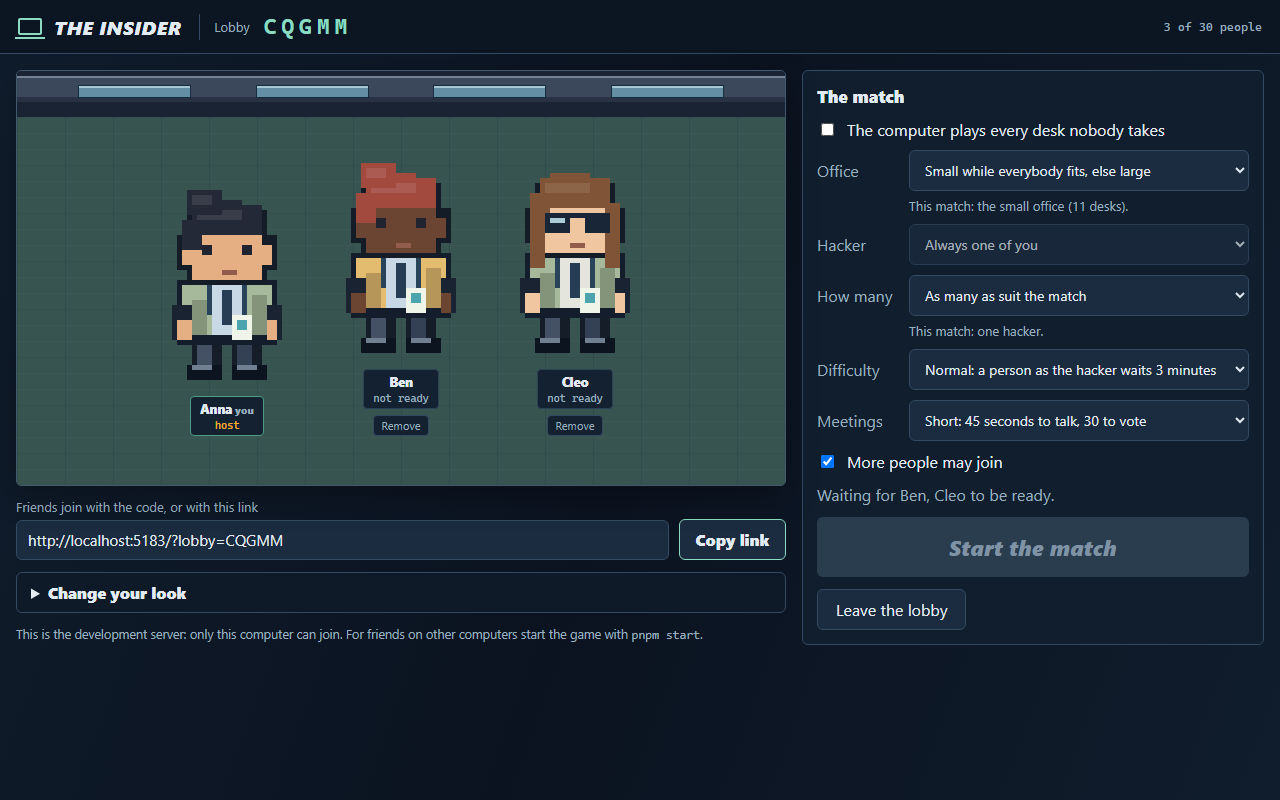 THE INSIDER
Lobby CQGMM
3 of 30 people
Anna you
host
Ben
not ready
Remove
Cleo
not ready
Remove
Friends join with the code, or with this link
http://localhost:5183/?lobby=CQGMM
Copy link
Change your look
This is the development server: only this computer can join. For friends on other computers start the game with pnpm start.
The match
The computer plays every desk nobody takes
Office Small while everybody fits, else large
This match: the small office (11 desks).
Hacker Always one of you
How many As many as suit the match
This match: one hacker.
Difficulty Normal: a person as the hacker waits 3 minutes
Meetings Short: 45 seconds to talk, 30 to vote
More people may join
Waiting for Ben, Cleo to be ready.
Start the match
Leave the lobby